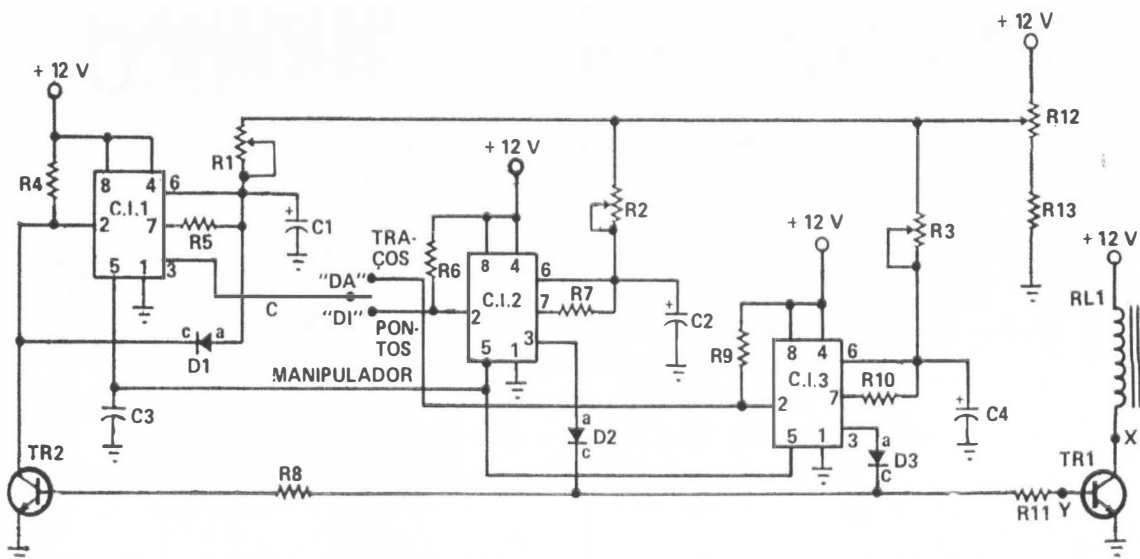 + 12 V
R12
R13
+ 12 V
R4
8
4
6
C.I.1
2
7
5
1
3
R1
R5
C1
C
c
a
D1
C3
TR2
MANIPULADOR
TRA-
ÇOS
"DA"
"DI"
PON-
TOS
+ 12 V
R6
8
4
6
C.I.2
2
7
3
5
1
R7
R2
C2
a
D2
c
R8
+ 12 V
R9
8
4
6
C.I.3
2
7
5
1
3
R10
R3
C4
a
D3
C
+ 12 V
RL1
X
TR1
R11
Y